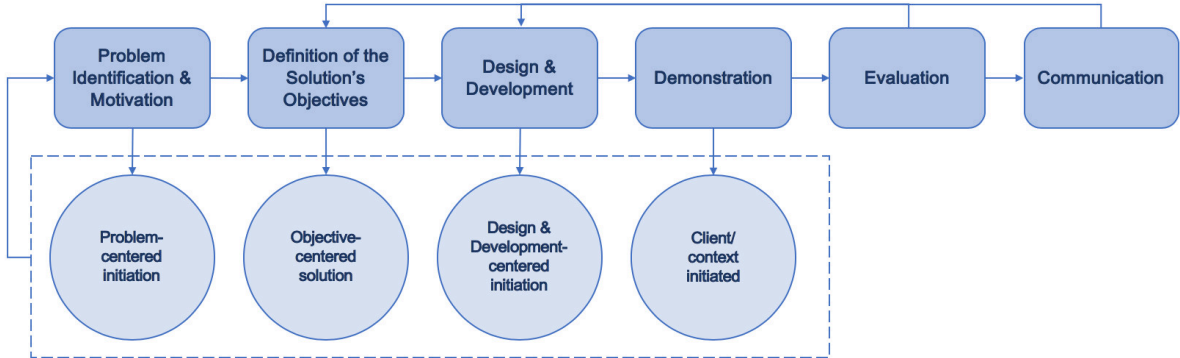 Problem
Identification &
Motivation
Definition of the
Solution's
Objectives
Design &
Development
Demonstration
Evaluation
Communication
Problem-
centered
initiation
Objective-
centered
solution
Design &
Development-
centered
initiation
Client/
context
initiated